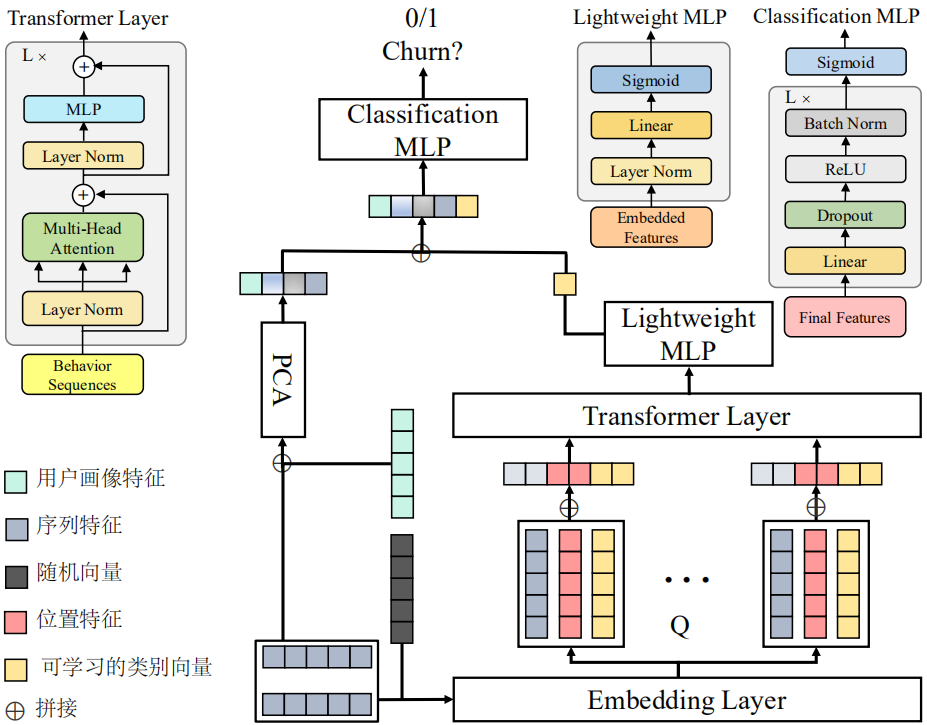 Transformer Layer
L ×
+
MLP
Layer Norm
+
Multi-Head
Attention
Layer Norm
Behavior
Sequences
0/1
Churn?
Classification
MLP
Lightweight MLP
Sigmoid
Linear
Layer Norm
Embedded
Features
Classification MLP
Sigmoid
L ×
Batch Norm
ReLU
Dropout
Linear
Final Features
PCA
Lightweight
MLP
Transformer Layer
...
Q
Embedding Layer
用户画像特征
序列特征
随机向量
位置特征
可学习的类别向量
拼接